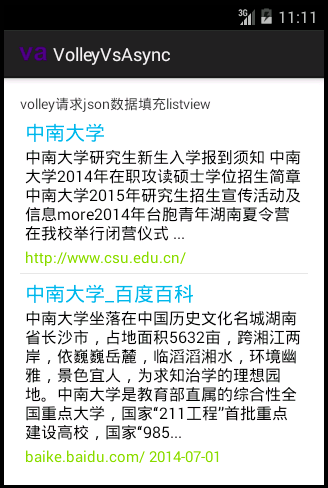 3G 11:11
va VolleyVsAsync
volley请求json数据填充listview
中南大学
中南大学研究生新生入学报到须知 中南
大学2014年在职攻读硕士学位招生简章
中南大学2015年研究生招生宣传活动及
信息more2014年台胞青年湖南夏令营
在我校举行闭营仪式 ...
http://www.csu.edu.cn/
中南大学_百度百科
中南大学坐落在中国历史文化名城湖南
省长沙市，占地面积5632亩，跨湘江两
岸，依巍巍岳麓，临滔滔湘水，环境幽
雅，景色宜人，为求知治学的理想园
地。中南大学是教育部直属的综合性全
国重点大学，国家“211工程”首批重点
建设高校，国家“985...
baike.baidu.com/ 2014-07-01